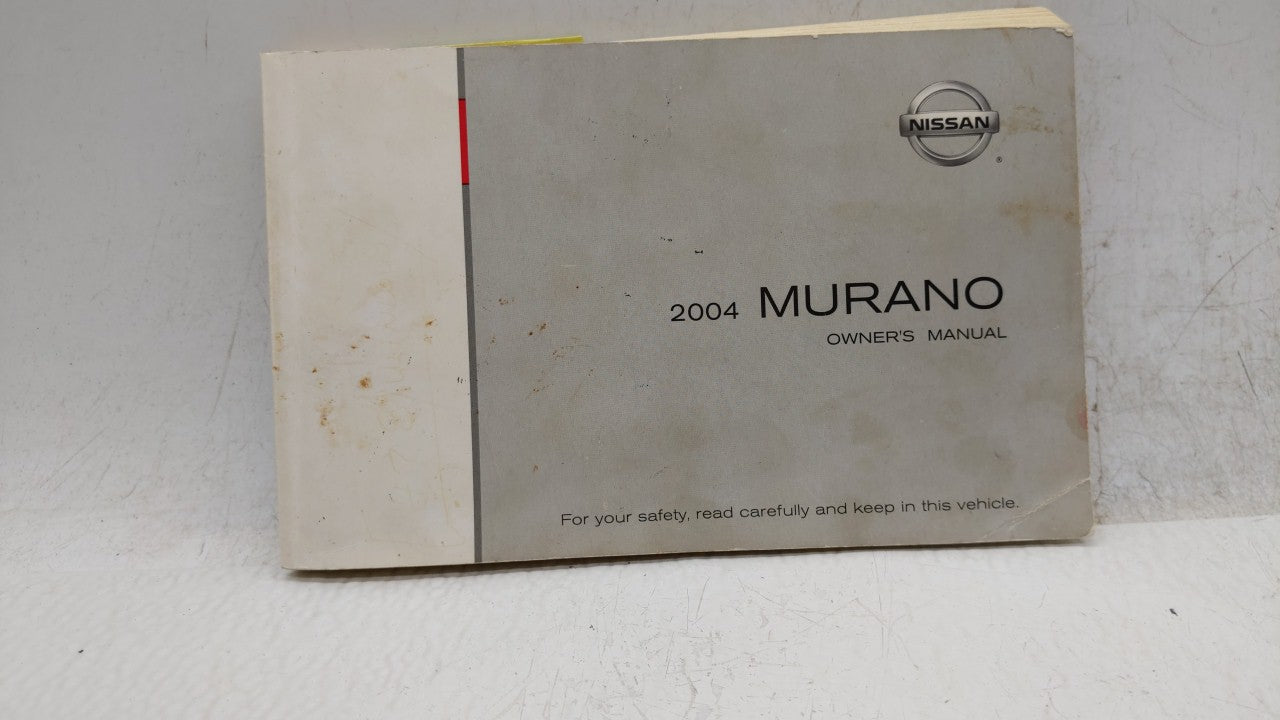 NISSAN
®
2004 MURANO
OWNER'S MANUAL
For your safety, read carefully and keep in this vehicle.